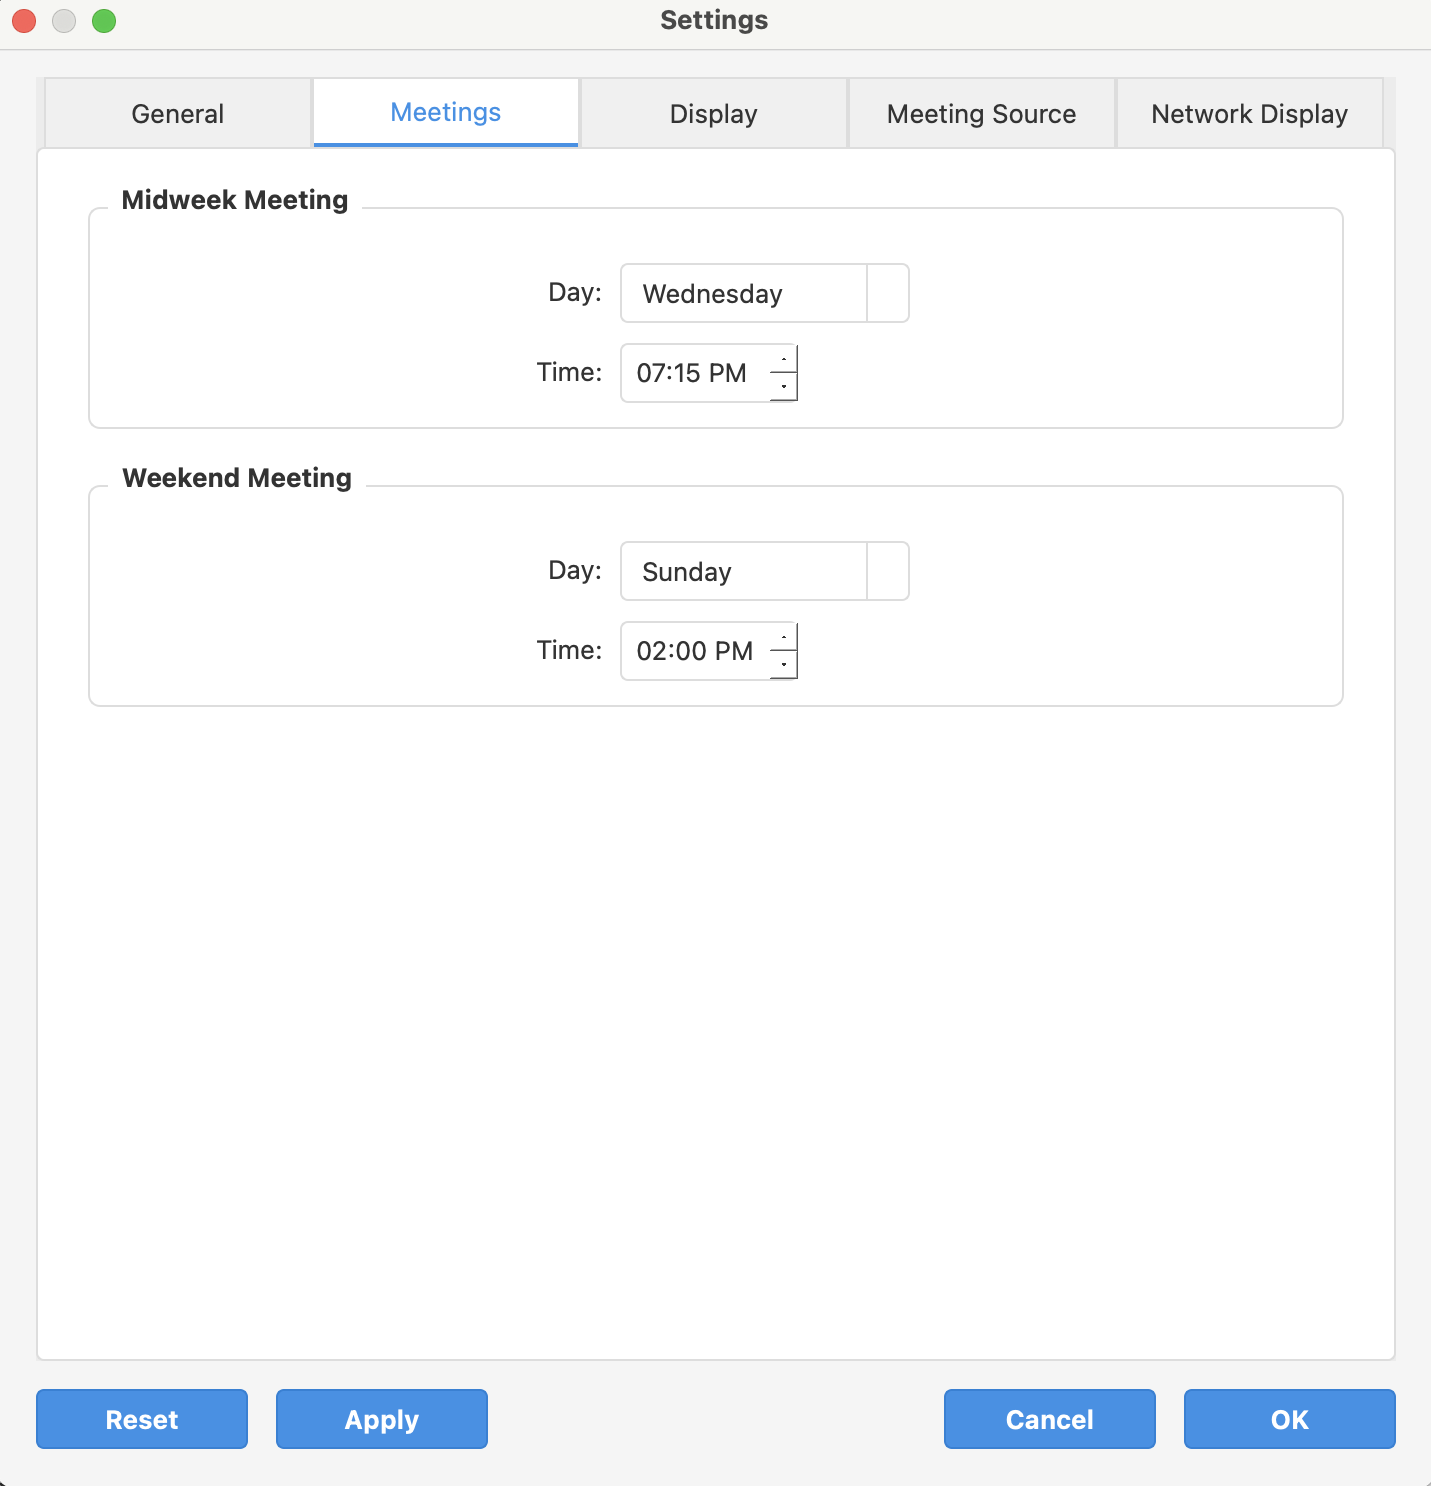 Settings
General Meetings Display Meeting Source Network Display
Midweek Meeting
Day: Wednesday
Time: 07:15 PM
Weekend Meeting
Day: Sunday
Time: 02:00 PM
Reset Apply Cancel OK